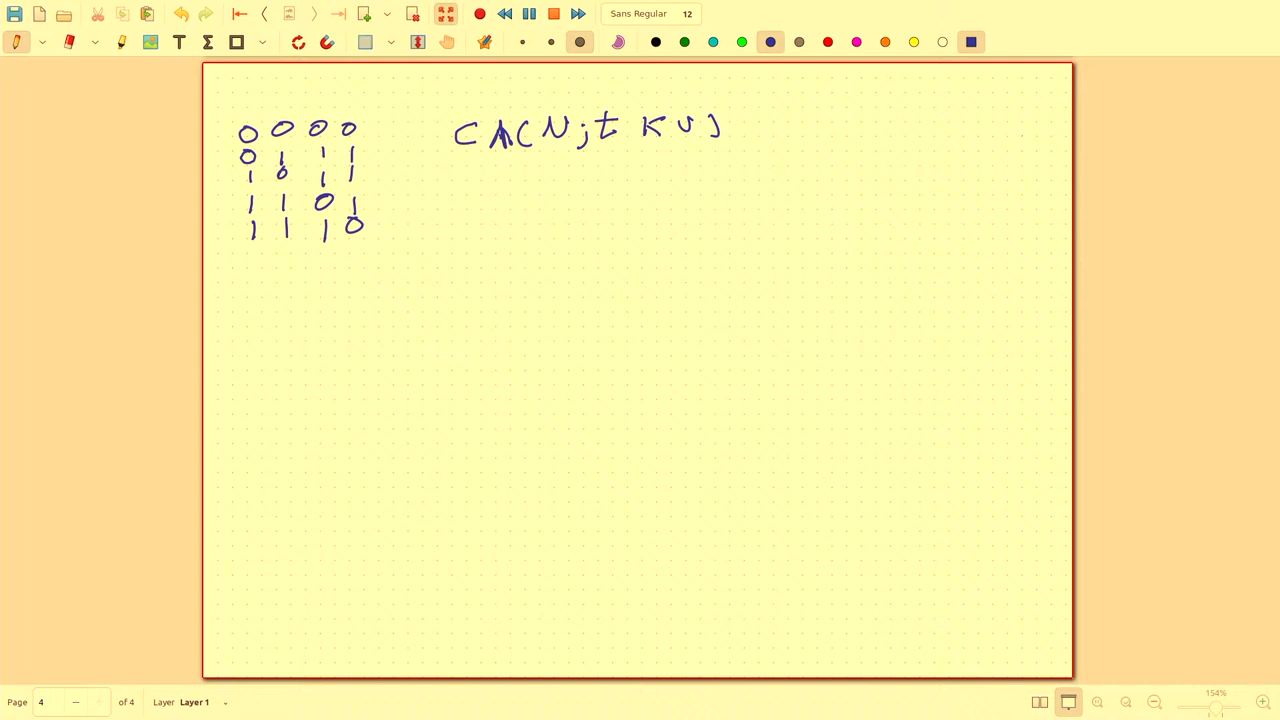 Sans Regular 12
0 0 0 0 CA(N;t K v)
0 1 1 1
1 0 1 1
1 1 0 1
1 1 1 0
Page 4 of 4 Layer Layer 1 154%